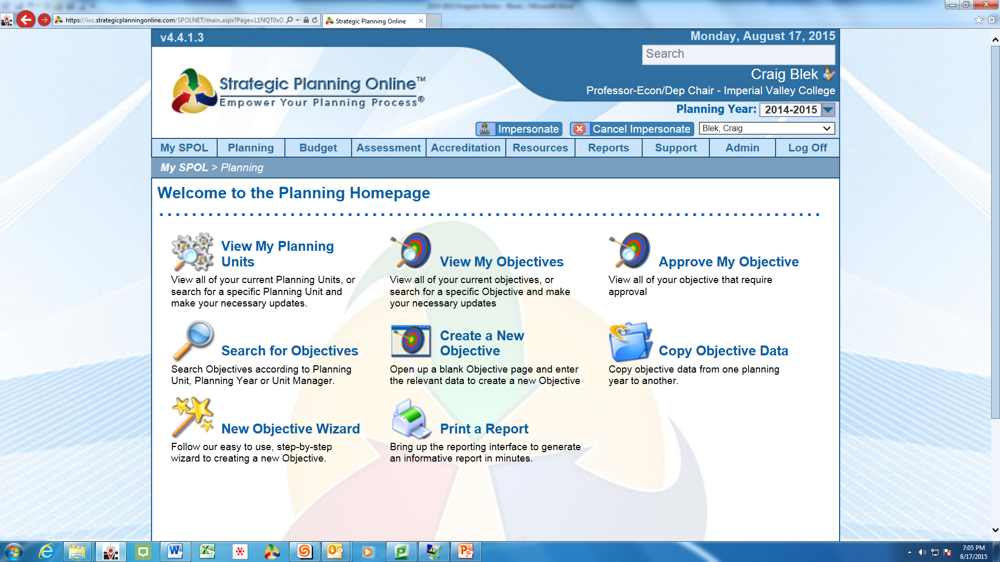 https://ivc.strategicplanningonline.com/SPOLNET/main.aspx?Page=L1NQT0xO
Strategic Planning Online
v4.4.1.3
Monday, August 17, 2015
Search
Craig Blek
Strategic Planning Online™
Professor-Econ/Dep Chair - Imperial Valley College
Empower Your Planning Process®
Planning Year: 2014-2015
Impersonate Cancel Impersonate Blek, Craig
My SPOL Planning Budget Assessment Accreditation Resources Reports Support Admin Log Off
My SPOL > Planning
Welcome to the Planning Homepage
View My Planning
Units
View all of your current Planning Units, or
search for a specific Planning Unit and
make your necessary updates.
View My Objectives
View all of your current objectives, or
search for a specific Objective and make
your necessary updates
Approve My Objective
View all of your objective that require
approval
Search for Objectives
Search Objectives according to Planning
Unit, Planning Year or Unit Manager.
Create a New
Objective
Open up a blank Objective page and enter
the relevant data to create a new Objective
Copy Objective Data
Copy objective data from one planning
year to another.
New Objective Wizard
Follow our easy to use, step-by-step
wizard to creating a new Objective.
Print a Report
Bring up the reporting interface to generate
an informative report in minutes.
7:05 PM
8/17/2015